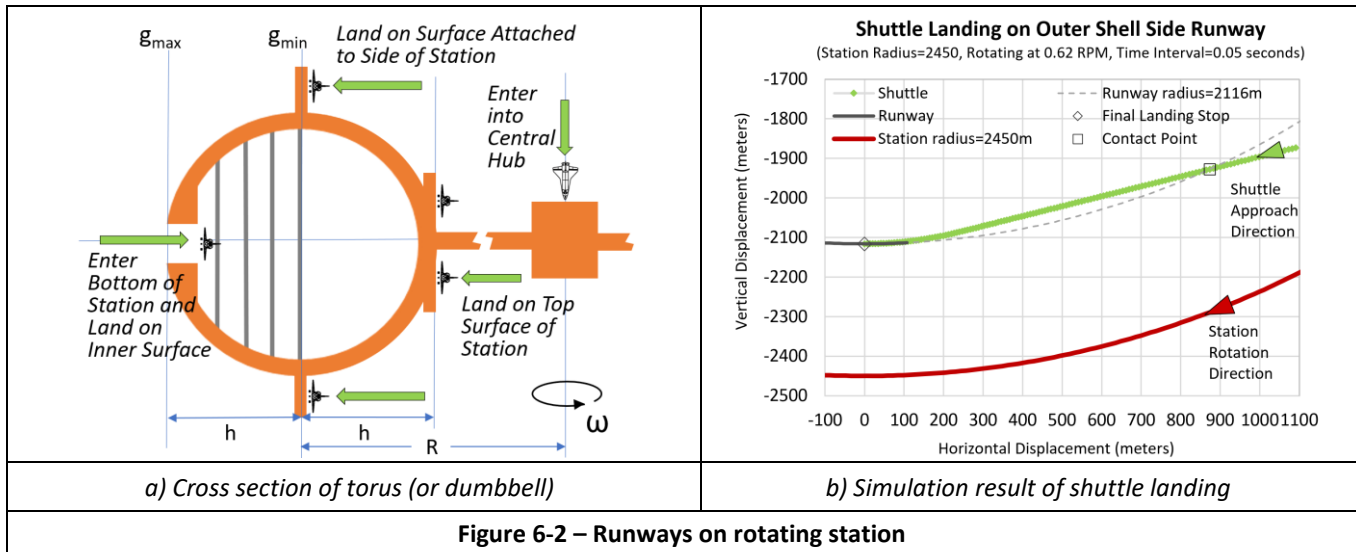 g_max
g_min
Land on Surface Attached
to Side of Station
Enter
into
Central
Hub
Enter
Bottom of
Station and
Land on
Inner Surface
Land on Top
Surface of
Station
h
h
R
ω
Shuttle Landing on Outer Shell Side Runway
(Station Radius=2450, Rotating at 0.62 RPM, Time Interval=0.05 seconds)
Vertical Displacement (meters)
-1700
-1800
-1900
-2000
-2100
-2200
-2300
-2400
-2500
Shuttle
Runway radius=2116m
Runway
Final Landing Stop
Station radius=2450m
Contact Point
Shuttle
Approach
Direction
Station
Rotation
Direction
-100 0 100 200 300 400 500 600 700 800 900 1000 1100
Horizontal Displacement (meters)
a) Cross section of torus (or dumbbell)
b) Simulation result of shuttle landing
Figure 6-2 – Runways on rotating station